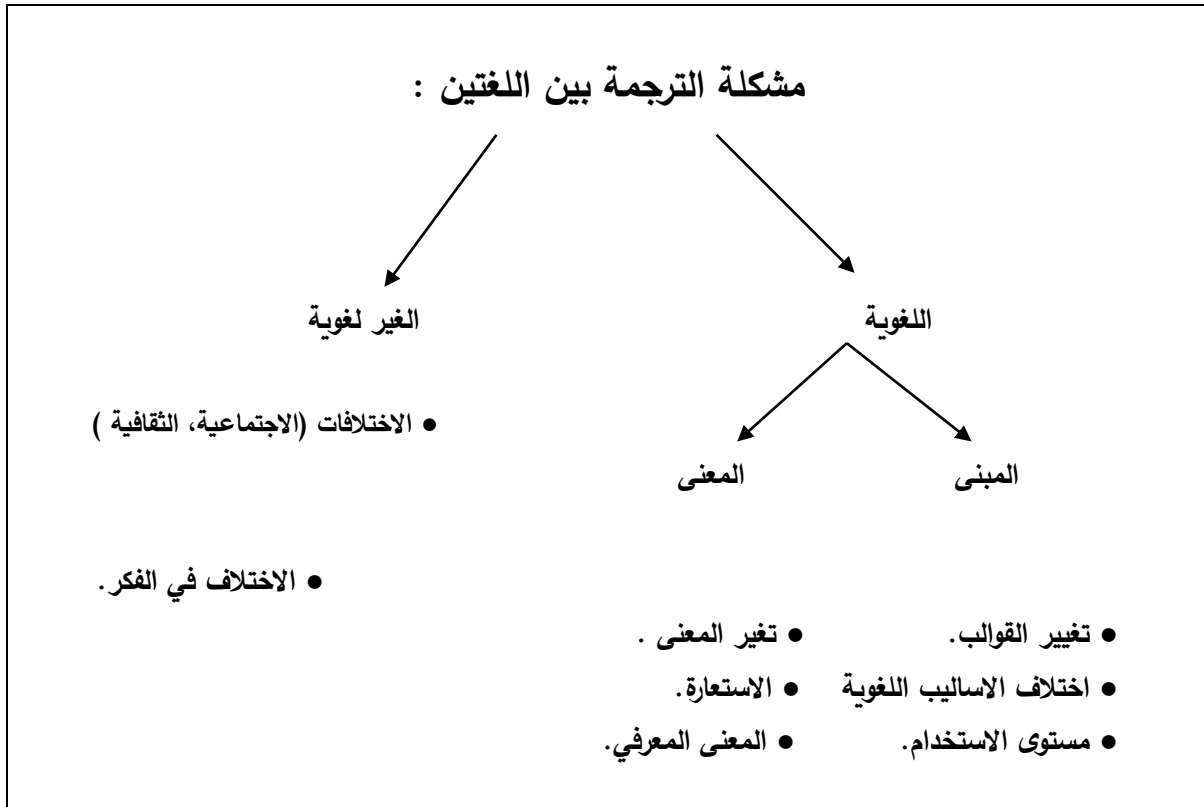 مشكلة الترجمة بين اللغتين :
اللغوية
الغير لغوية
المبنى
المعنى
● الاختلافات (الاجتماعية، الثقافية )
● الاختلاف في الفكر.
● تغيير القوالب.
● اختلاف الاساليب اللغوية
● مستوى الاستخدام.
● تغير المعنى .
● الاستعارة.
● المعنى المعرفي.